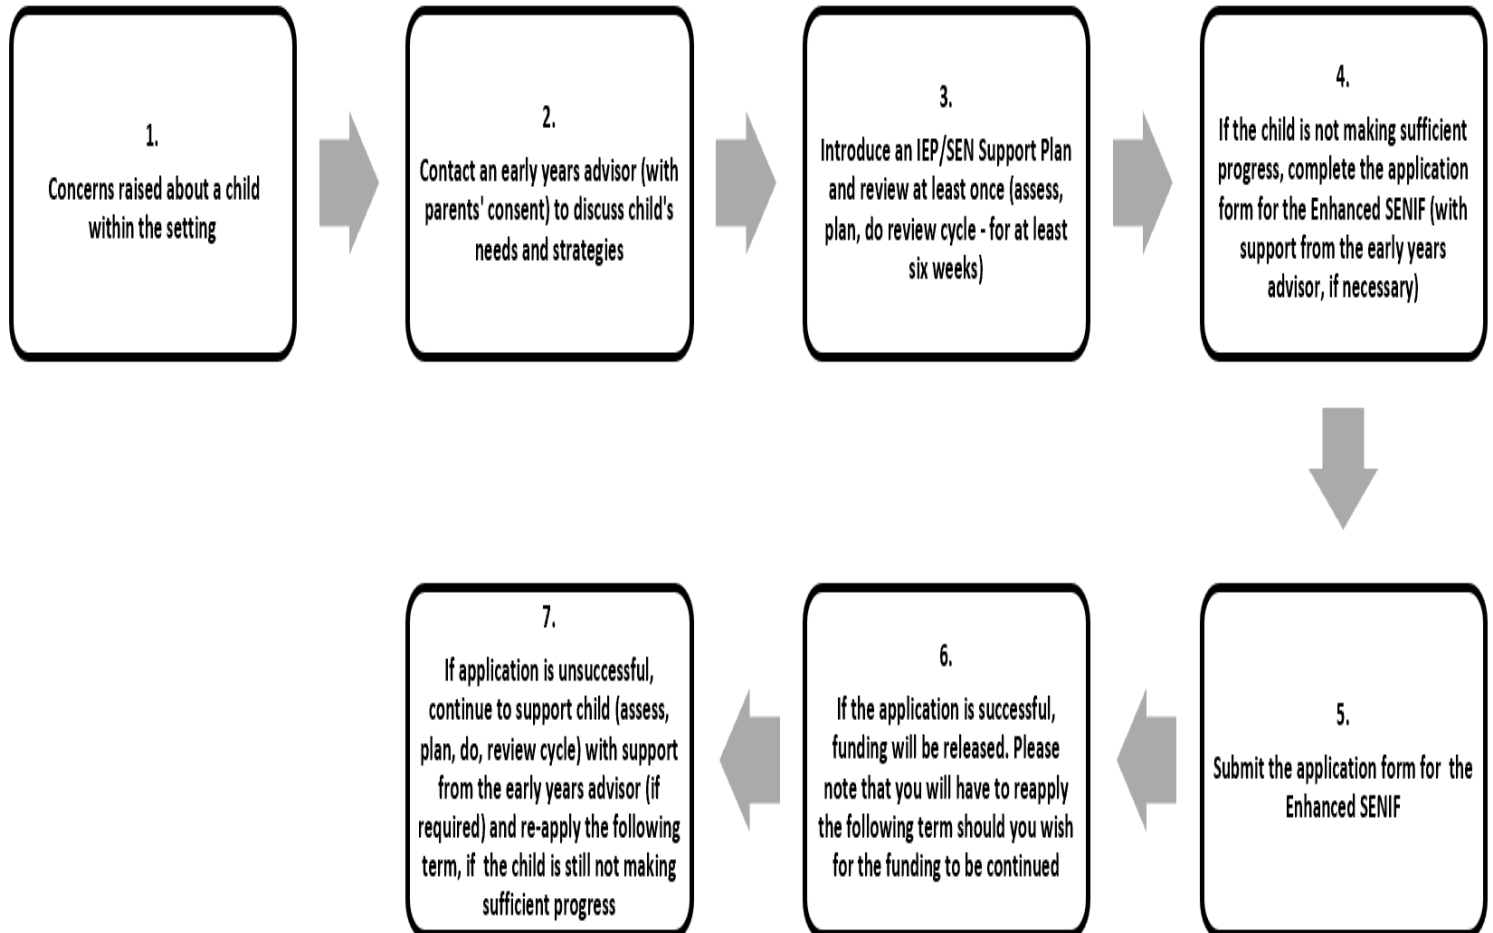 1.
Concerns raised about a child
within the setting
2.
Contact an early years advisor (with
parents' consent) to discuss child's
needs and strategies
3.
Introduce an IEP/SEN Support Plan
and review at least once (assess,
plan, do review cycle - for at least
six weeks)
4.
If the child is not making sufficient
progress, complete the application
form for the Enhanced SENIF (with
support from the early years
advisor, if necessary)
5.
Submit the application form for the
Enhanced SENIF
6.
If the application is successful,
funding will be released. Please
note that you will have to reapply
the following term should you wish
for the funding to be continued
7.
If application is unsuccessful,
continue to support child (assess,
plan, do, review cycle) with support
from the early years advisor (if
required) and re-apply the following
term, if the child is still not making
sufficient progress